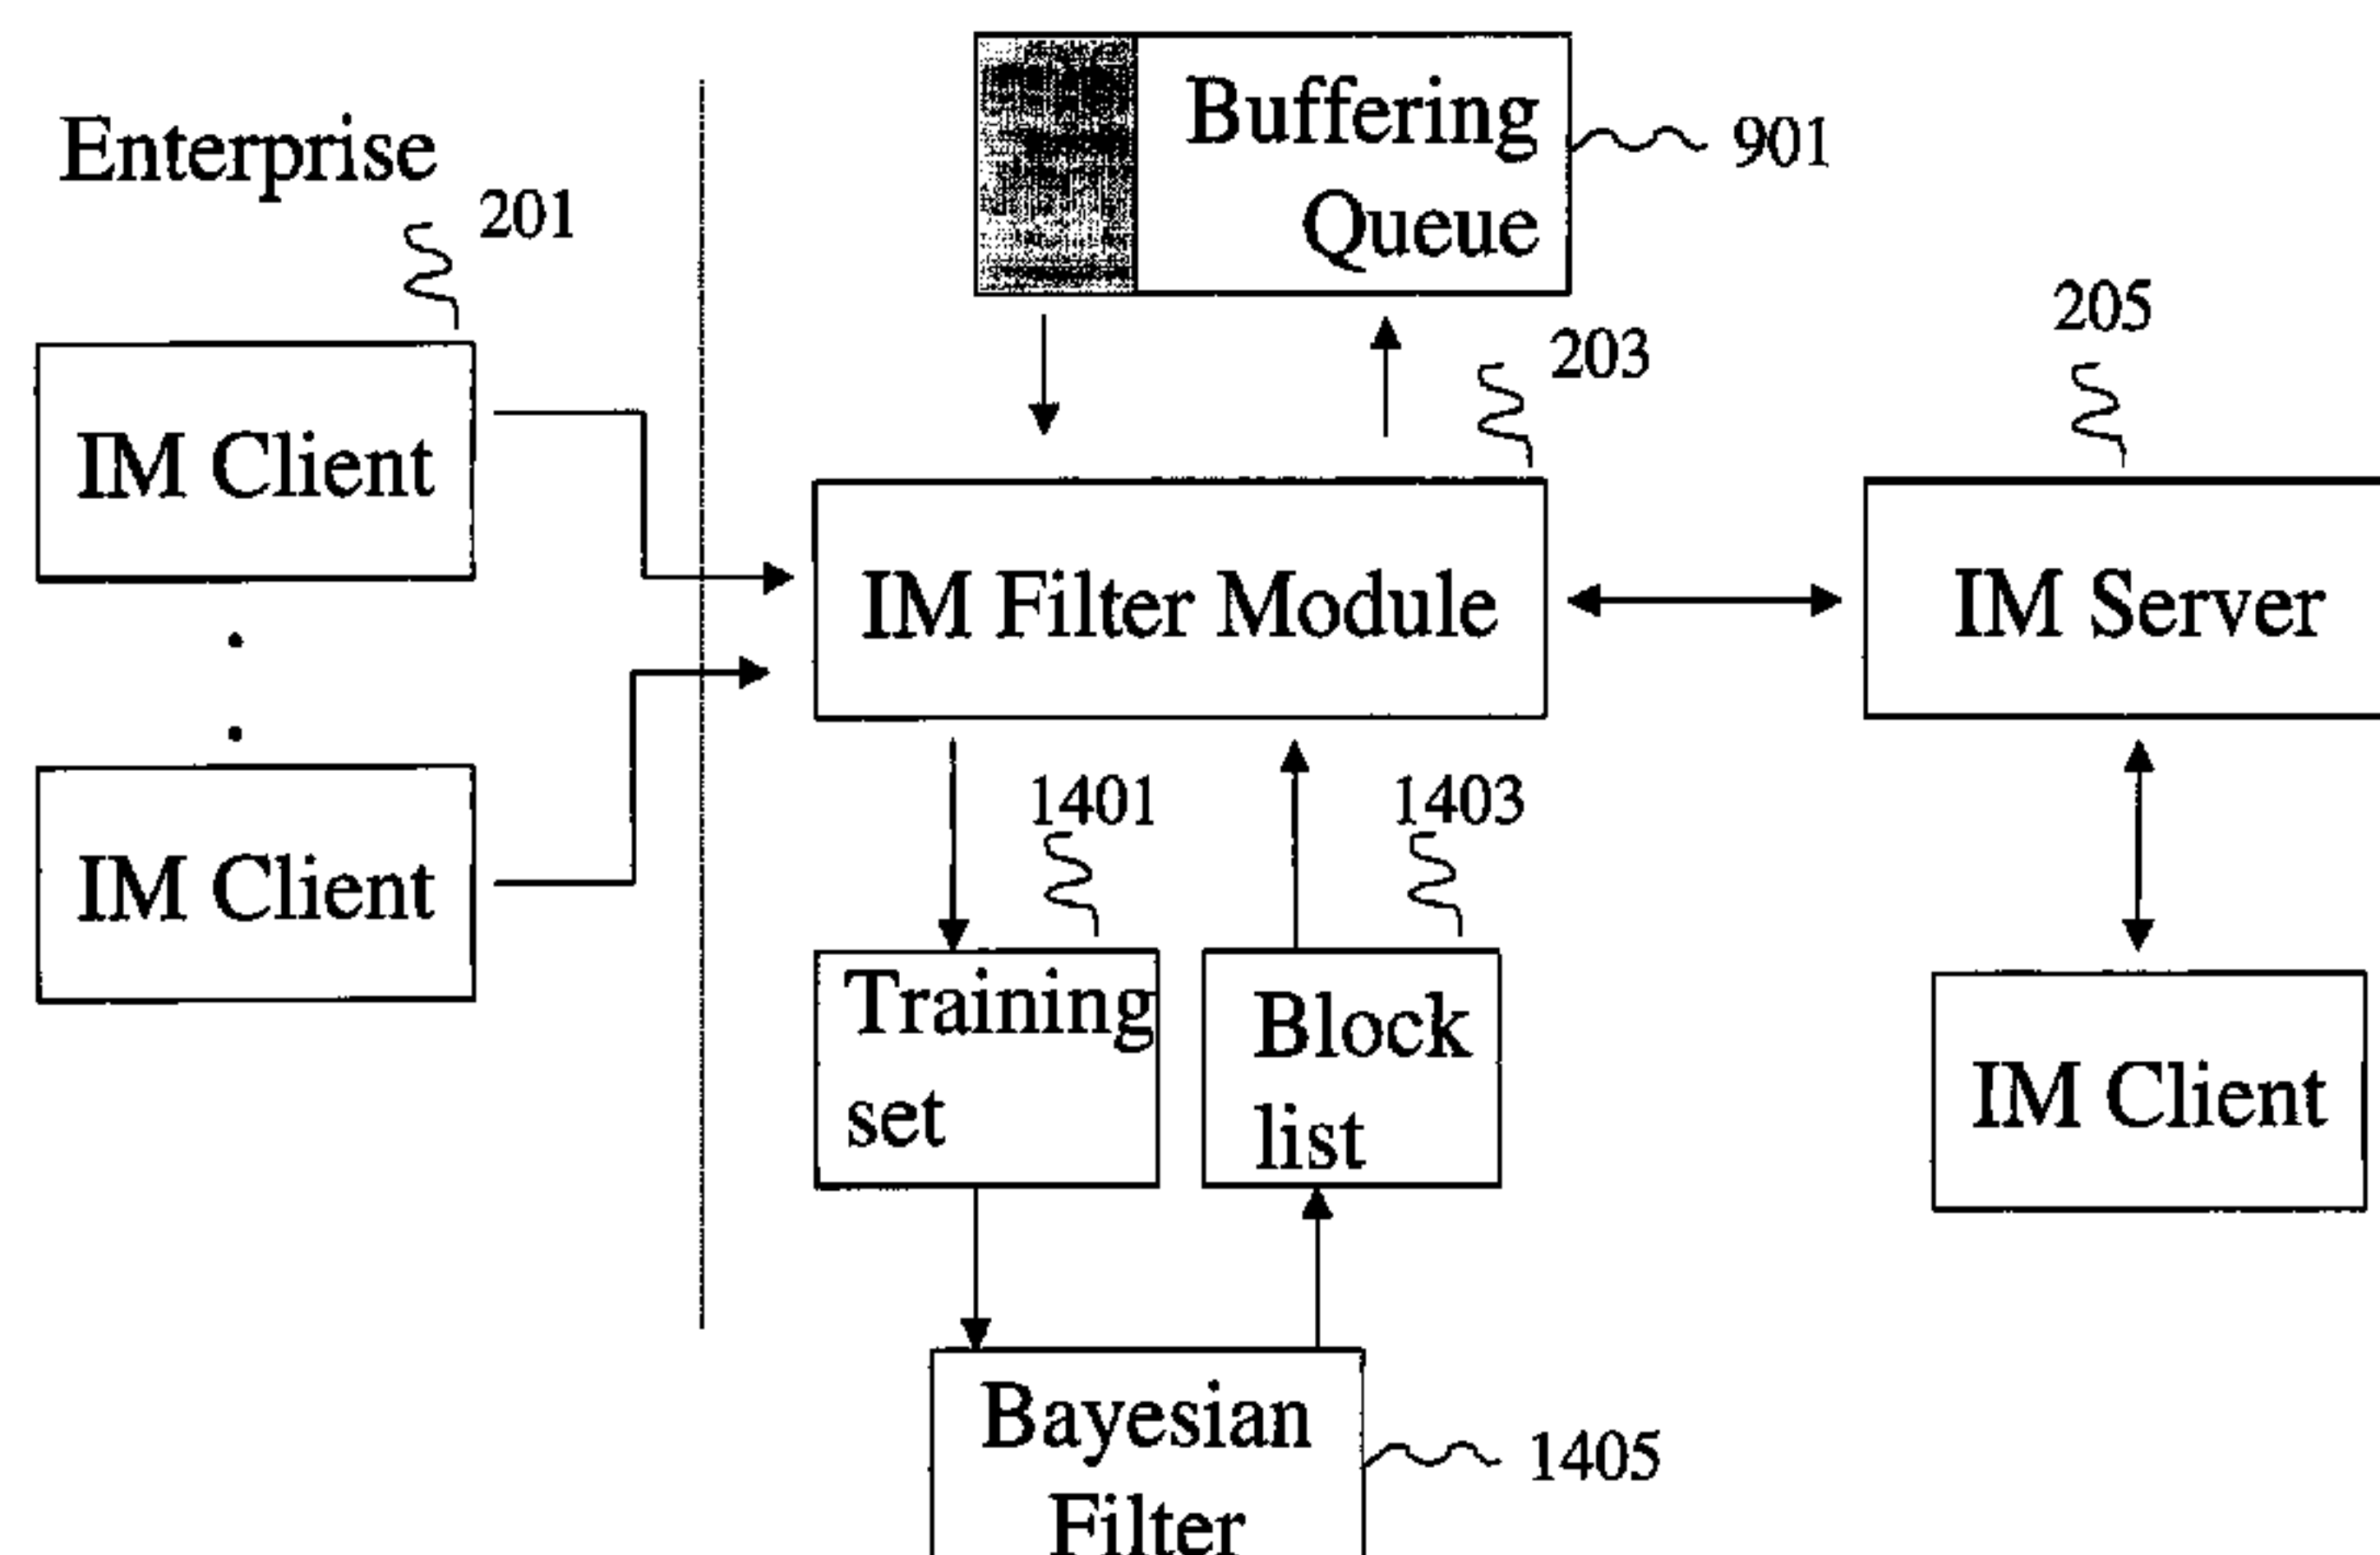 Enterprise
201
Buffering
Queue
901
203
205
IM Client
IM Filter Module
IM Server
1401
1403
IM Client
Training
set
Block
list
IM Client
Bayesian
Filter
1405